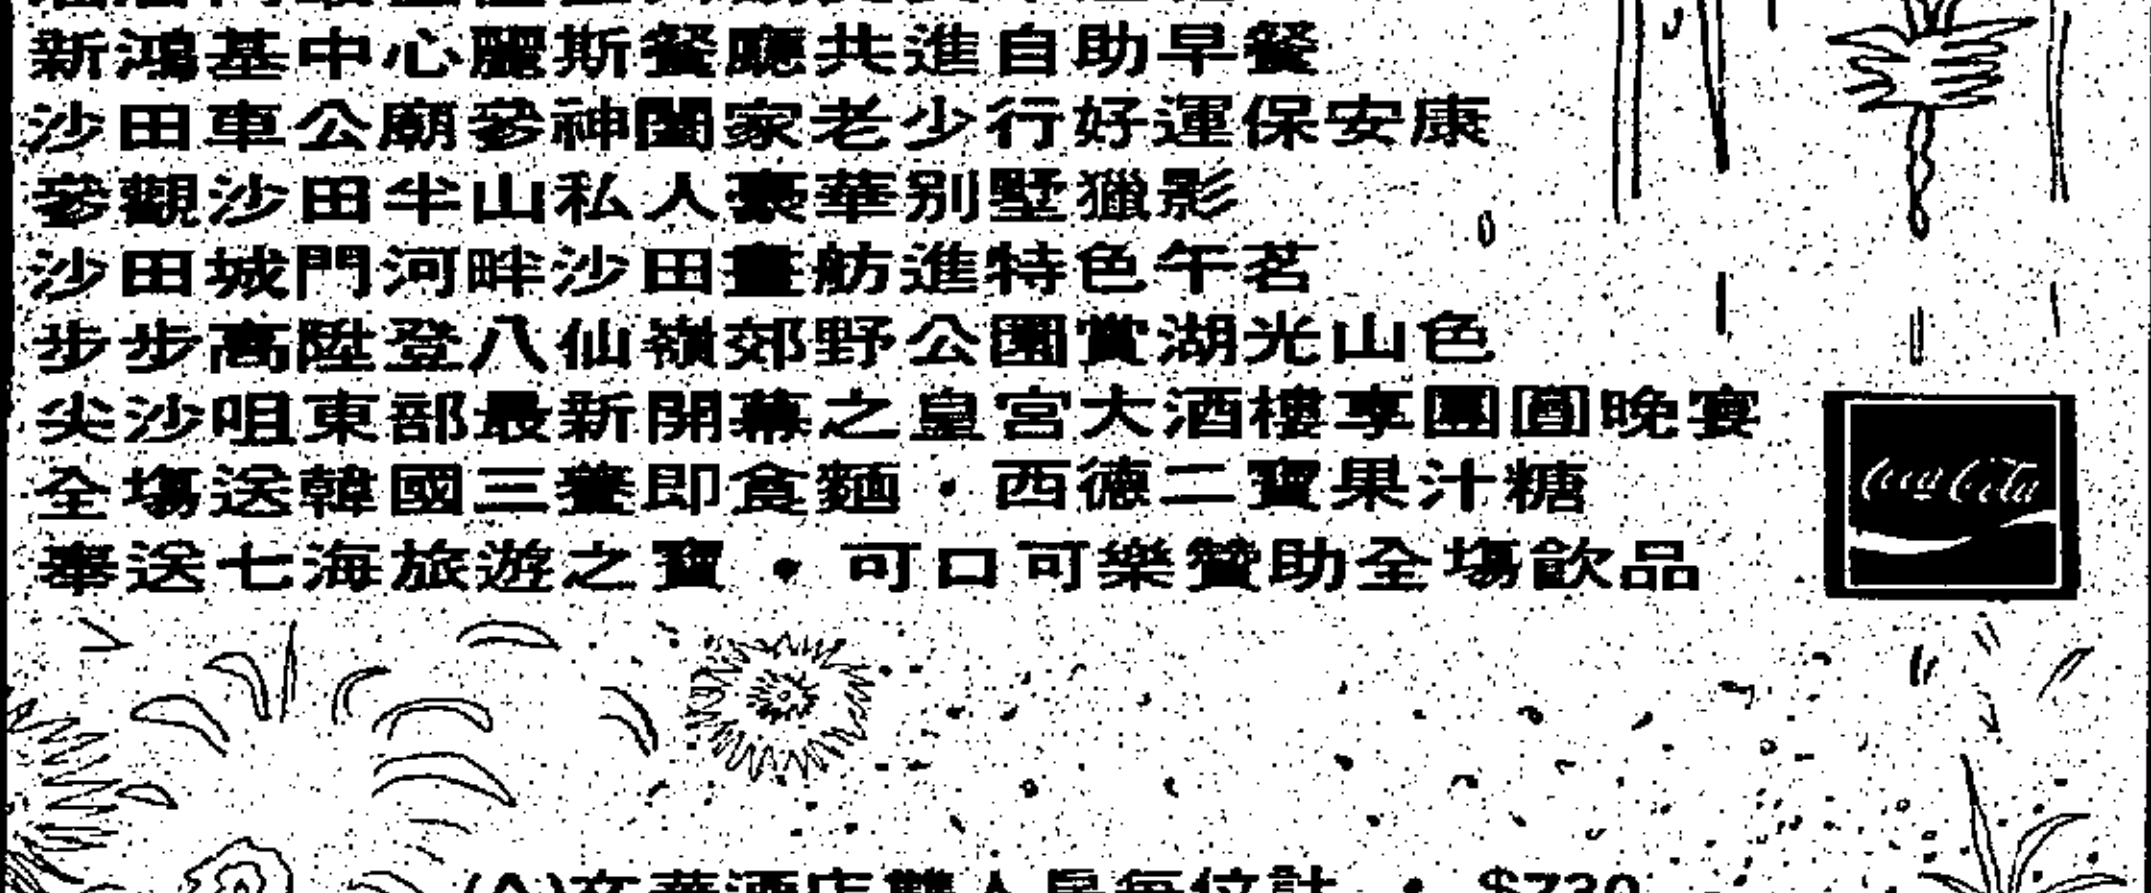 新鴻基中心麗斯餐廳共進自助早餐
沙田車公廟參神闔家老少行好運保安康
參觀沙田半山私人豪華别墅獵影
沙田城門河畔沙田畫舫進特色午茗
步步高陞登八仙嶺郊野公園賞湖光山色
尖沙咀東部最新開幕之皇宮大酒樓享團圓晚宴
全場送韓國三養即食麵・西德二寶果汁糖
奉送七海旅遊之寶・可口可樂贊助全場飲品
Coca-Cola